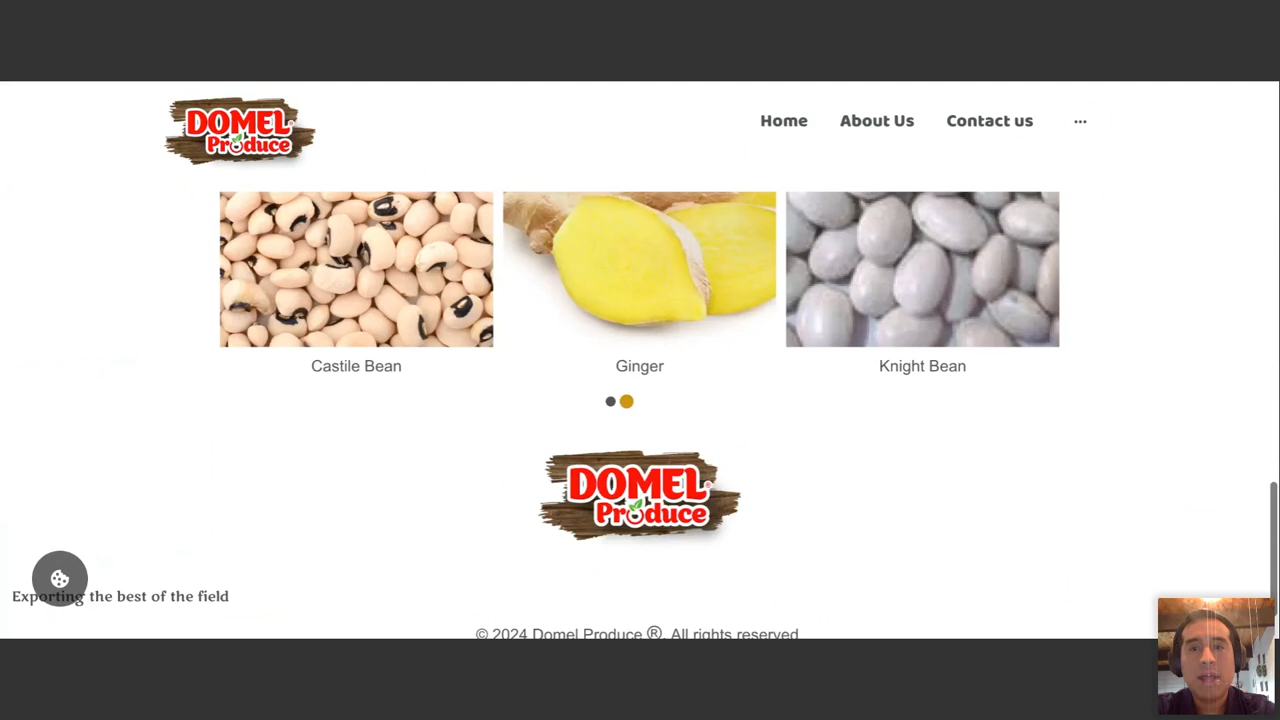 DOMEL®
Produce
Home About Us Contact us ...
Castile Bean Ginger Knight Bean
DOMEL®
Produce
Exporting the best of the field
© 2024 Domel Produce ®. All rights reserved